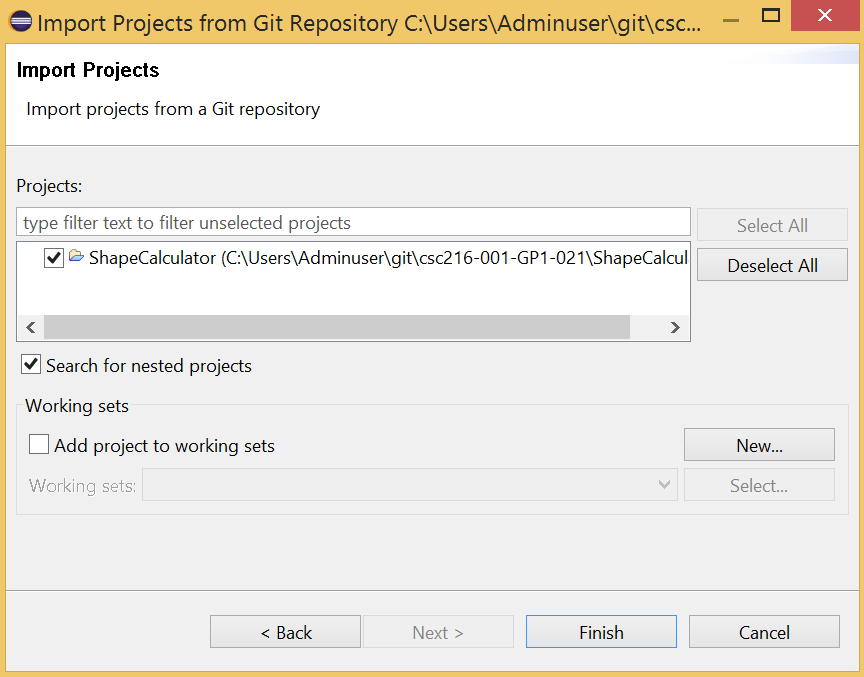 Import Projects from Git Repository C:\Users\Adminuser\git\csc...
Import Projects
Import projects from a Git repository
Projects:
type filter text to filter unselected projects
Select All
ShapeCalculator (C:\Users\Adminuser\git\csc216-001-GP1-021\ShapeCalcul
Deselect All
Search for nested projects
Working sets
Add project to working sets
New...
Working sets:
Select...
< Back
Next >
Finish
Cancel